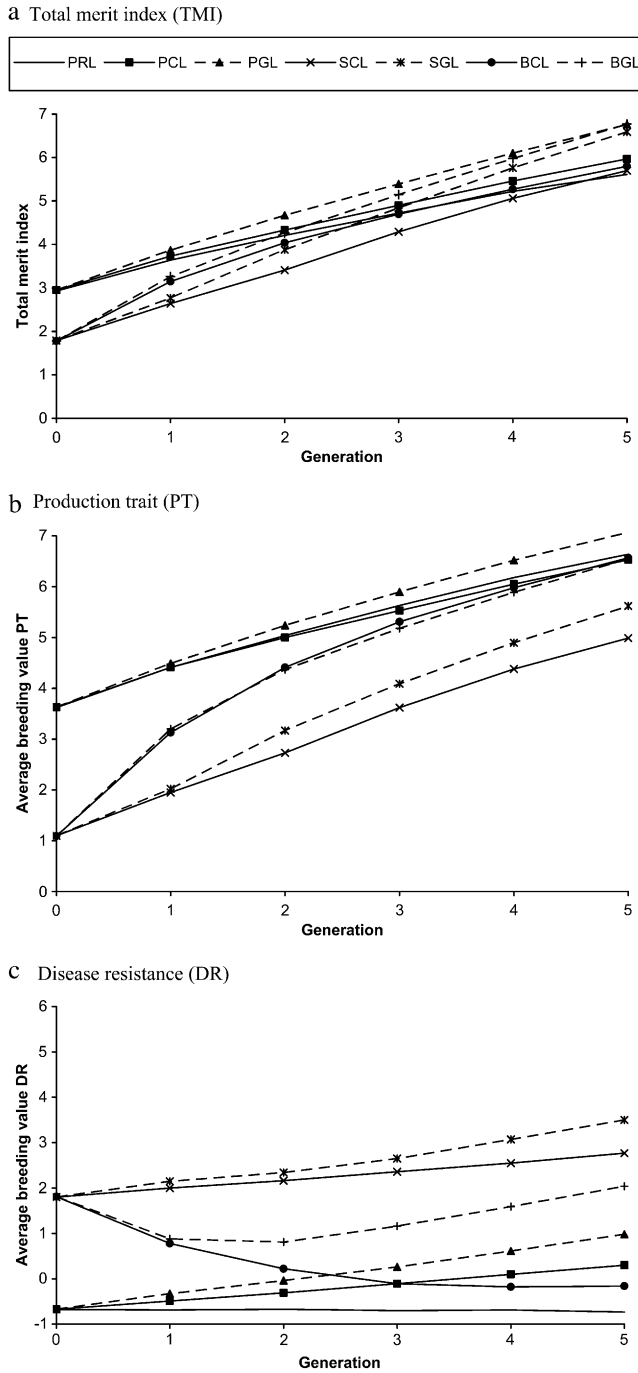 a Total merit index (TMI)
PRL PCL PGL SCL SGL BCL BGL
7
6
5
4
3
2
1
0
Total merit index
0 1 2 3 4 5
Generation
b Production trait (PT)
7
6
5
4
3
2
1
0
Average breeding value PT
0 1 2 3 4 5
Generation
c Disease resistance (DR)
6
5
4
3
2
1
0
-1
Average breeding value DR
0 1 2 3 4 5
Generation